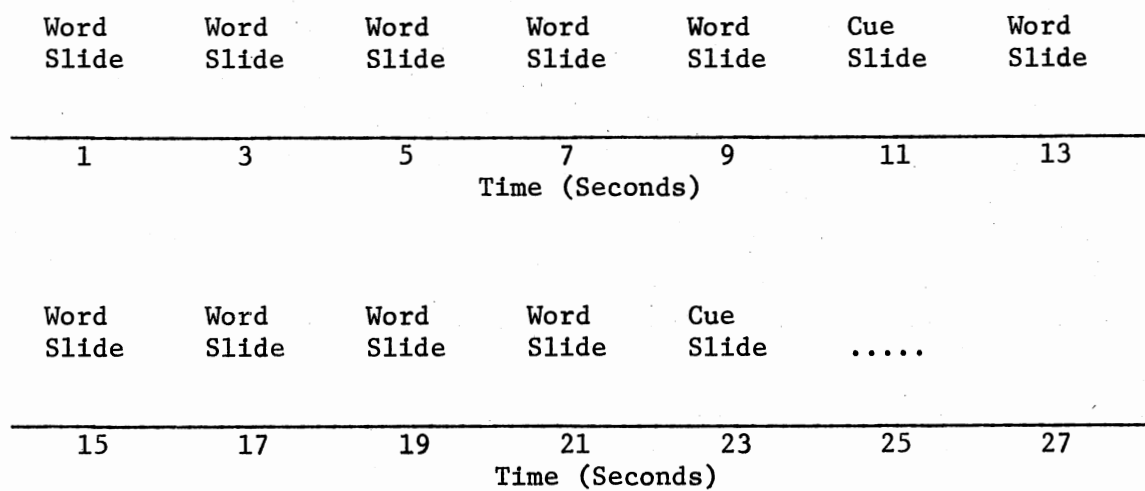 Word Word Word Word Word Cue Word
Slide Slide Slide Slide Slide Slide Slide
1 3 5 7 9 11 13
Time (Seconds)
Word Word Word Word Cue
Slide Slide Slide Slide Slide .....
15 17 19 21 23 25 27
Time (Seconds)